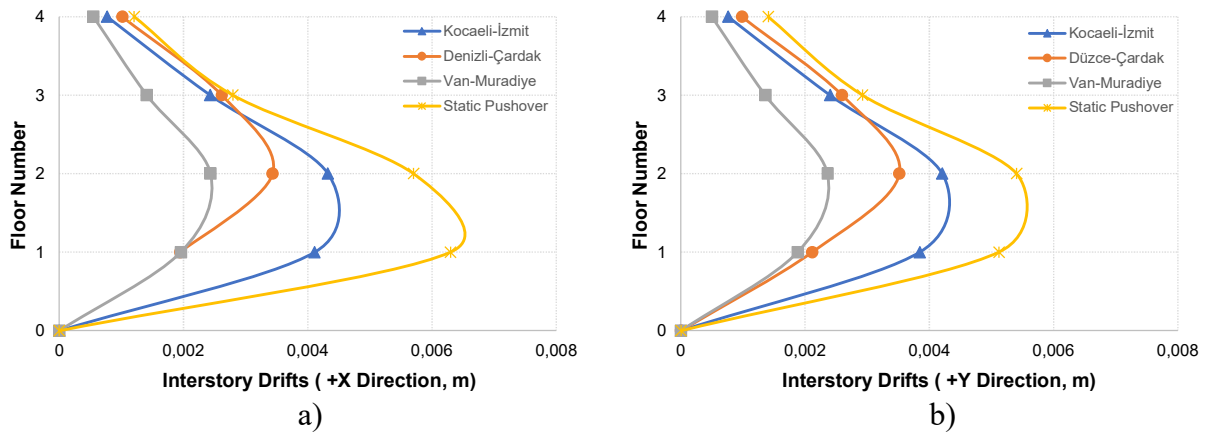 4
3
2
1
0
Floor Number
0
0,002
0,004
0,006
0,008
Interstory Drifts ( +X Direction, m)
Kocaeli-İzmit
Denizli-Çardak
Van-Muradiye
Static Pushover
a)
4
3
2
1
0
Floor Number
0
0,002
0,004
0,006
0,008
Interstory Drifts ( +Y Direction, m)
Kocaeli-İzmit
Düzce-Çardak
Van-Muradiye
Static Pushover
b)